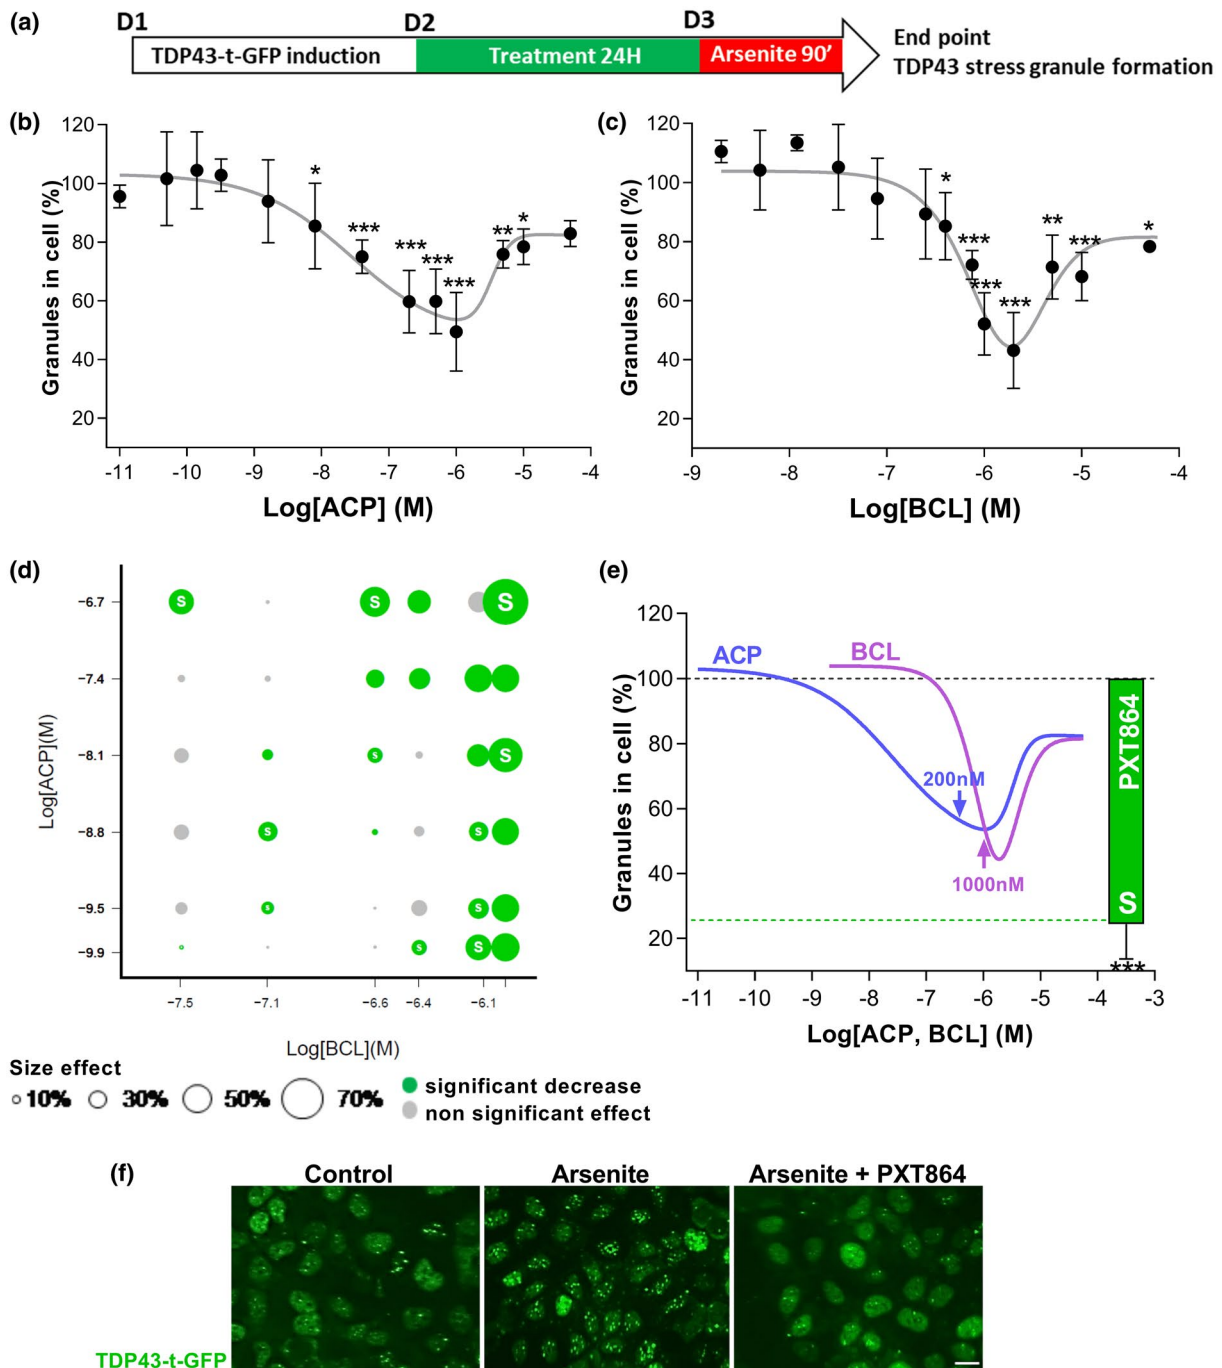 (a)
D1 D2 D3
TDP43-t-GFP induction Treatment 24H Arsenite 90’
End point
TDP43 stress granule formation
(b)
Granules in cell (%)
120
100
80
60
40
20
* *** *** *** *** ** *
-11 -10 -9 -8 -7 -6 -5 -4
Log[ACP] (M)
(c)
Granules in cell (%)
120
100
80
60
40
20
* *** *** *** ** *** *
-9 -8 -7 -6 -5 -4
Log[BCL] (M)
(d)
Log[ACP](M)
−6.7 S S S
−7.4
−8.1 S S
−8.8 S S
−9.5 S S
−9.9 S S
−7.5 −7.1 −6.6 −6.4 −6.1
Log[BCL](M)
Size effect
10% 30% 50% 70%
significant decrease
non significant effect
(e)
Granules in cell (%)
120
100
80
60
40
20
ACP BCL
200nM
1000nM
PXT864
S
***
-11 -10 -9 -8 -7 -6 -5 -4 -3
Log[ACP, BCL] (M)
(f)
Control Arsenite Arsenite + PXT864
TDP43-t-GFP